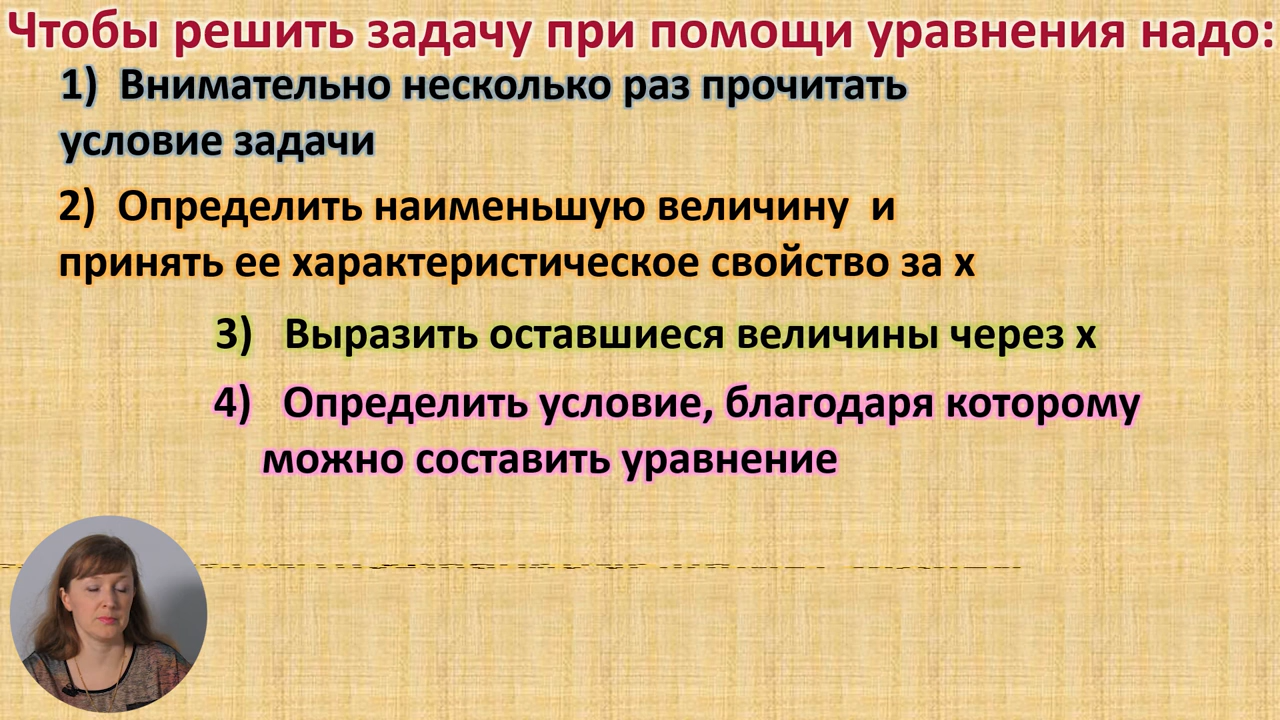 Чтобы решить задачу при помощи уравнения надо:
1) Внимательно несколько раз прочитать
условие задачи
2) Определить наименьшую величину и
принять ее характеристическое свойство за х
3) Выразить оставшиеся величины через х
4) Определить условие, благодаря которому
можно составить уравнение